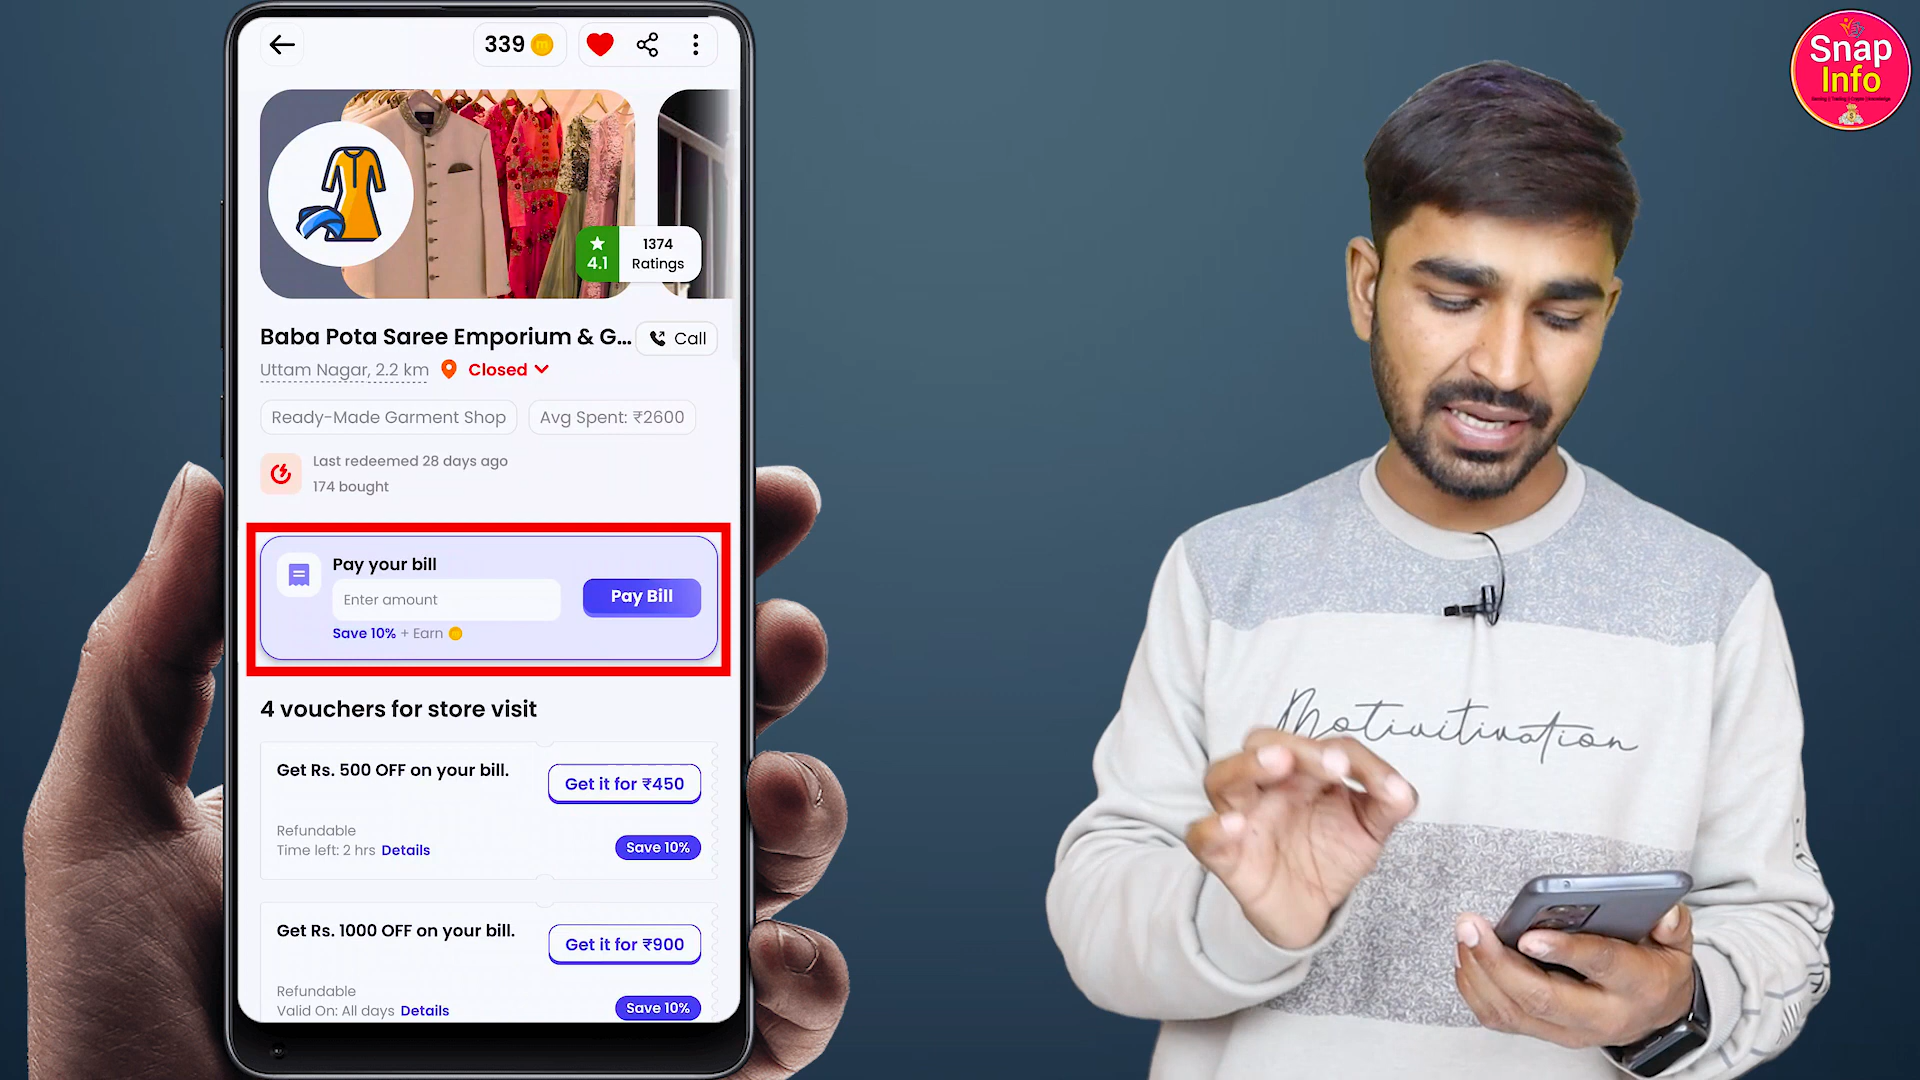 339
Snap
Info
4.1
1374
Ratings
Baba Pota Saree Emporium & G...
Call
Uttam Nagar, 2.2 km
Closed
Ready-Made Garment Shop
Avg Spent: ₹2600
Last redeemed 28 days ago
174 bought
Pay your bill
Enter amount
Pay Bill
Save 10% + Earn
4 vouchers for store visit
Get Rs. 500 OFF on your bill.
Get it for ₹450
Refundable
Time left: 2 hrs Details
Save 10%
Get Rs. 1000 OFF on your bill.
Get it for ₹900
Refundable
Valid On: All days Details
Save 10%
Motivitivation